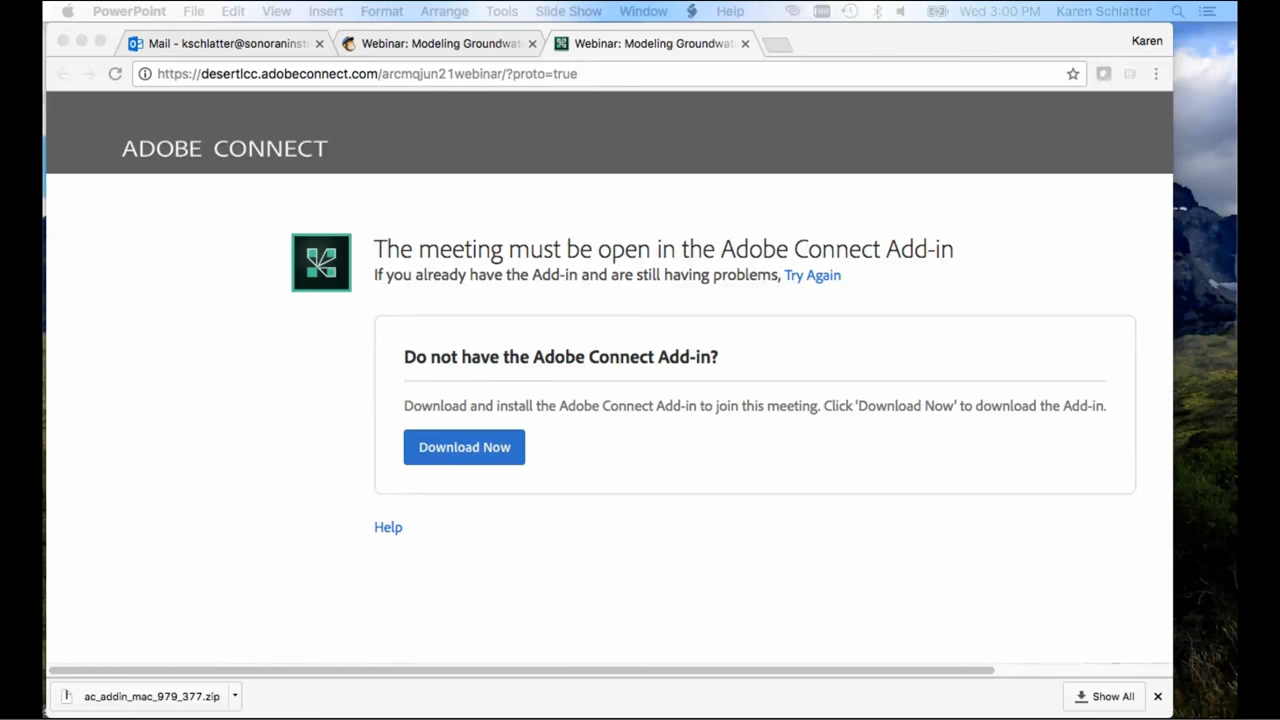 PowerPoint File Edit View Insert Format Arrange Tools Slide Show Window Help Wed 3:00 PM Karen Schlatter
Mail - kschlatter@sonoraninst Webinar: Modeling Groundwat Webinar: Modeling Groundwat Karen
https://desertlcc.adobeconnect.com/arcmqjun21webinar/?proto=true
ADOBE CONNECT
The meeting must be open in the Adobe Connect Add-in
If you already have the Add-in and are still having problems, Try Again
Do not have the Adobe Connect Add-in?
Download and install the Adobe Connect Add-in to join this meeting. Click 'Download Now' to download the Add-in.
Download Now
Help
ac_addin_mac_979_377.zip Show All